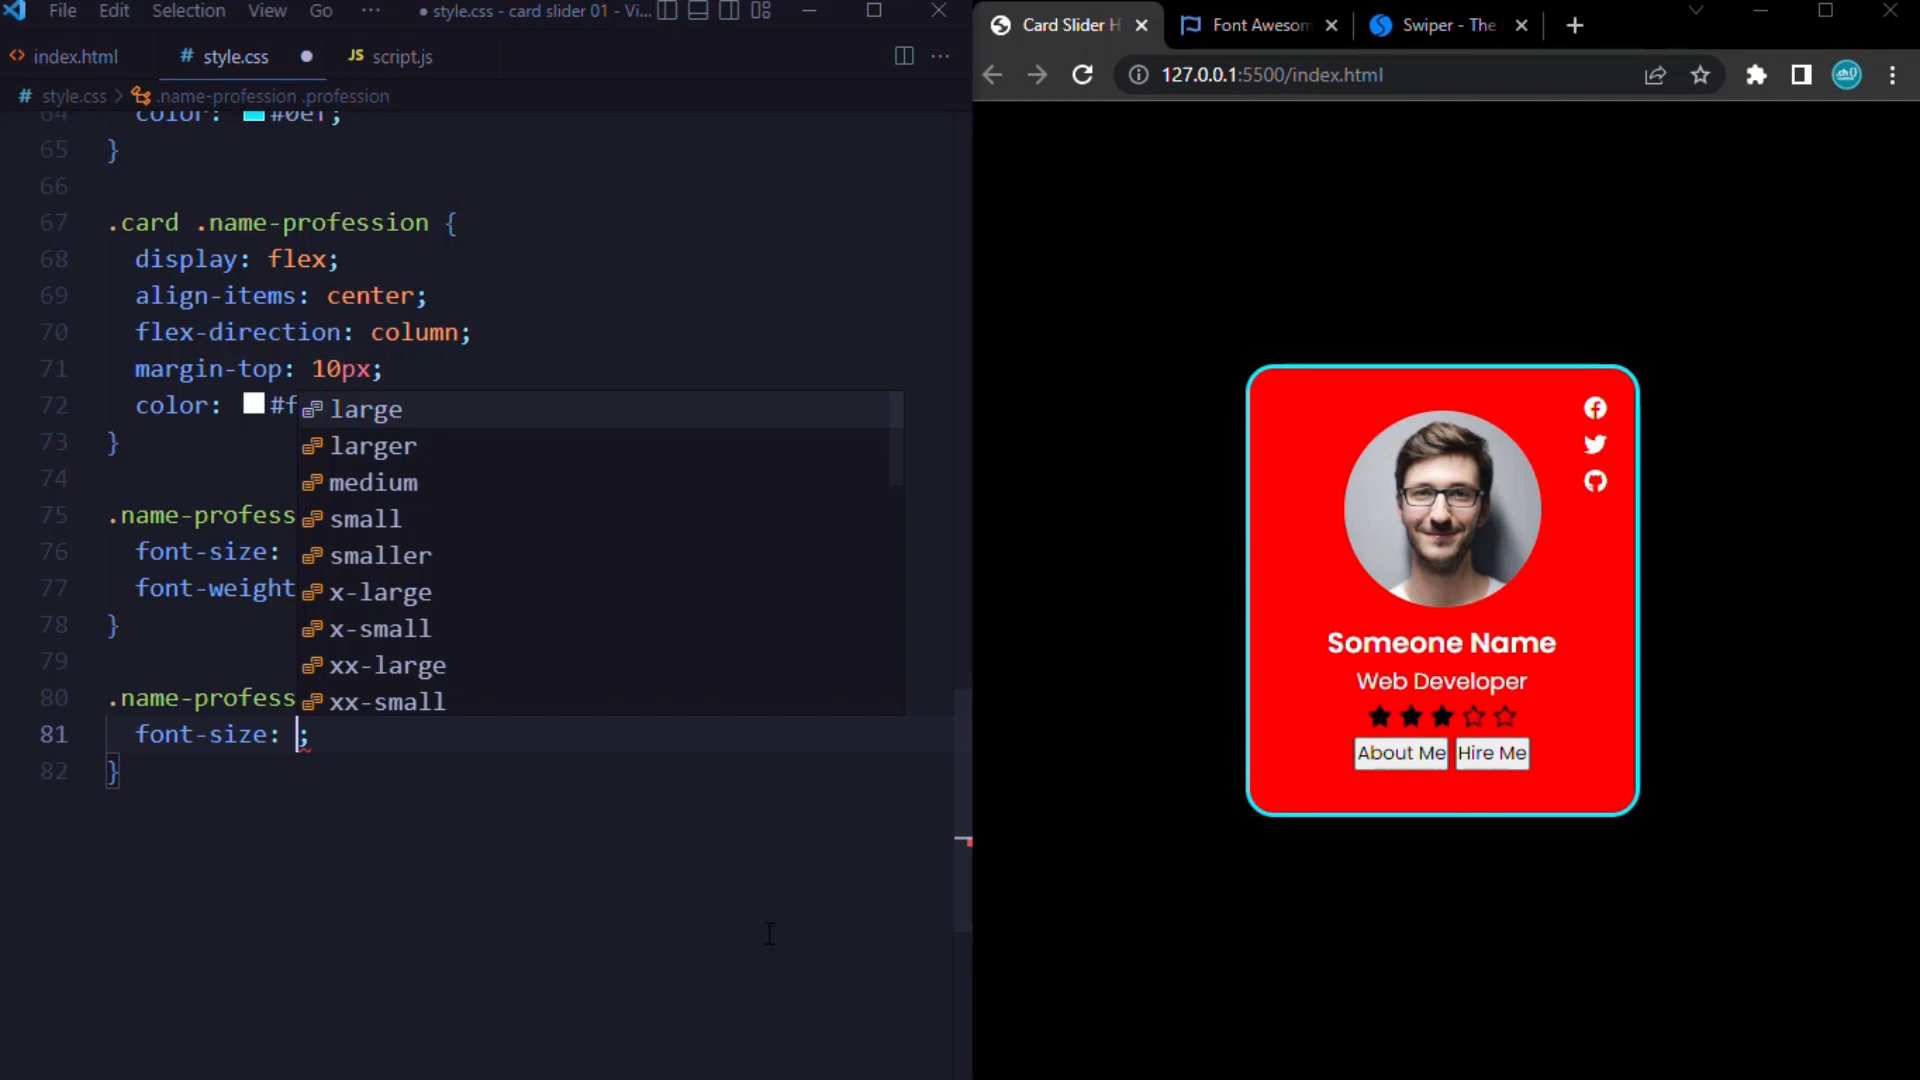 File Edit Selection View Go ··· ● style.css - card slider 01 - Vi...
index.html # style.css ● JS script.js ···
# style.css > .name-profession .profession
64 color: #0ef;
65 }
66
67 .card .name-profession {
68 display: flex;
69 align-items: center;
70 flex-direction: column;
71 margin-top: 10px;
72 color: #f
73 }
74
75 .name-profess
76 font-size:
77 font-weight
78 }
79
80 .name-profess
81 font-size: ;
82 }
large
larger
medium
small
smaller
x-large
x-small
xx-large
xx-small
Card Slider H Font Awesom Swiper - The
127.0.0.1:5500/index.html
Someone Name
Web Developer
About Me Hire Me